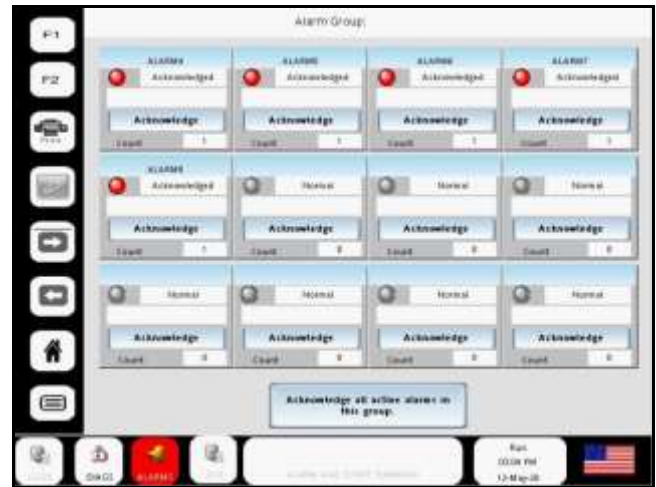 Alarm Group:
F1
F2
ALARM4 ALARM5 ALARM6 ALARM7
Acknowledged Acknowledged Acknowledged Acknowledged
Acknowledge Acknowledge Acknowledge Acknowledge
Count 1 Count 1 Count 1 Count 1
ALARM8
Acknowledged Normal Normal Normal
Acknowledge Acknowledge Acknowledge Acknowledge
Count 1 Count 0 Count 0 Count 0
Normal Normal Normal Normal
Acknowledge Acknowledge Acknowledge Acknowledge
Count 0 Count 0 Count 0 Count 0
Acknowledge all active alarms in
this group.
DIAGS ALARMS
Run
12-May-20